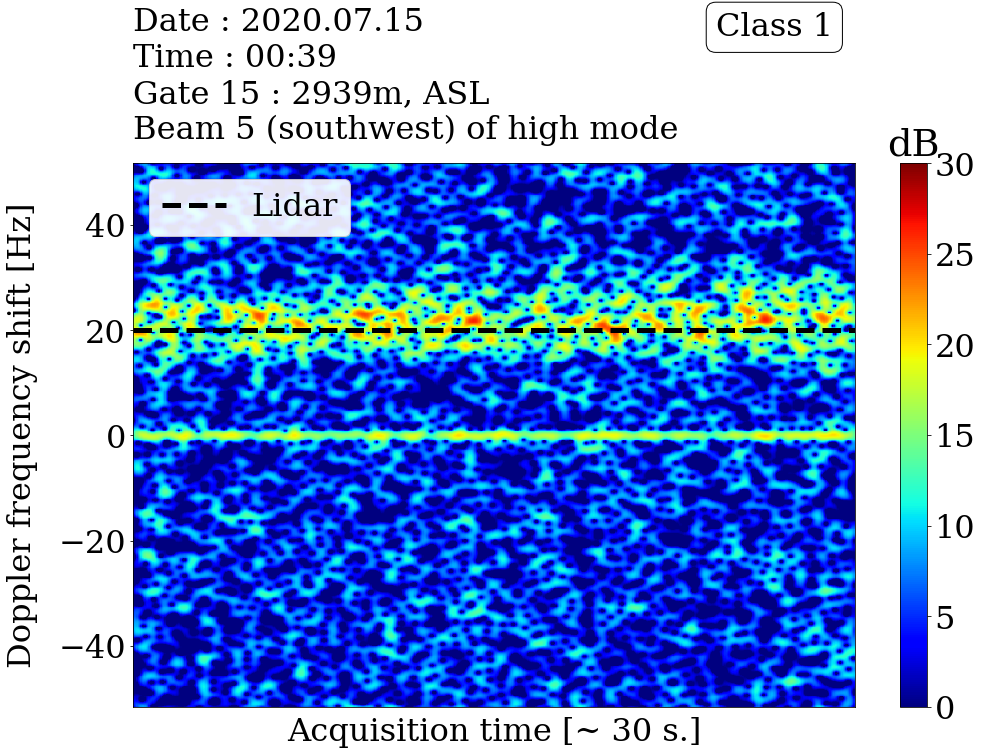 Date : 2020.07.15
Time : 00:39
Gate 15 : 2939m, ASL
Beam 5 (southwest) of high mode
Class 1
dB
Lidar
Doppler frequency shift [Hz]
40
20
0
−20
−40
30
25
20
15
10
5
0
Acquisition time [~ 30 s.]